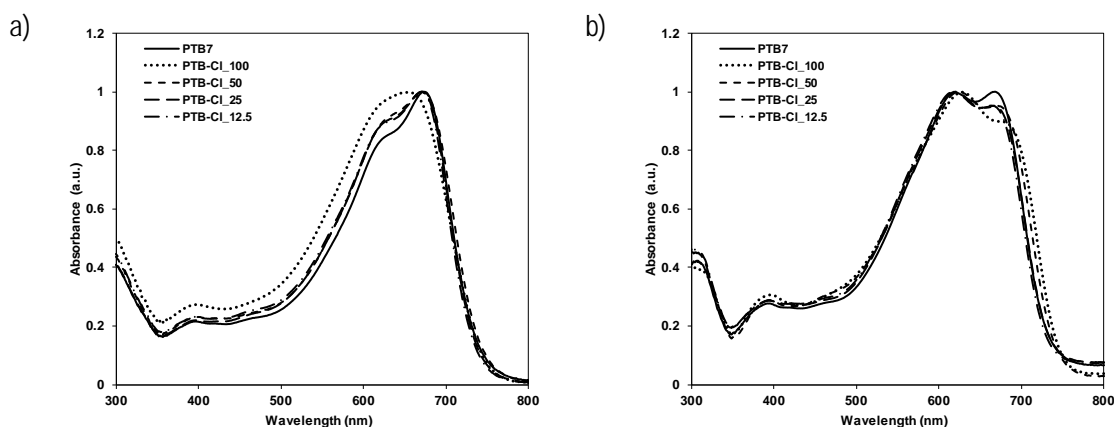 a)
1.2
1
0.8
0.6
0.4
0.2
0
Absorbance (a.u.)
PTB7
PTB-Cl_100
PTB-Cl_50
PTB-Cl_25
PTB-Cl_12.5
300 400 500 600 700 800
Wavelength (nm)
b)
1.2
1
0.8
0.6
0.4
0.2
0
Absorbance (a.u.)
PTB7
PTB-Cl_100
PTB-Cl_50
PTB-Cl_25
PTB-Cl_12.5
300 400 500 600 700 800
Wavelength (nm)